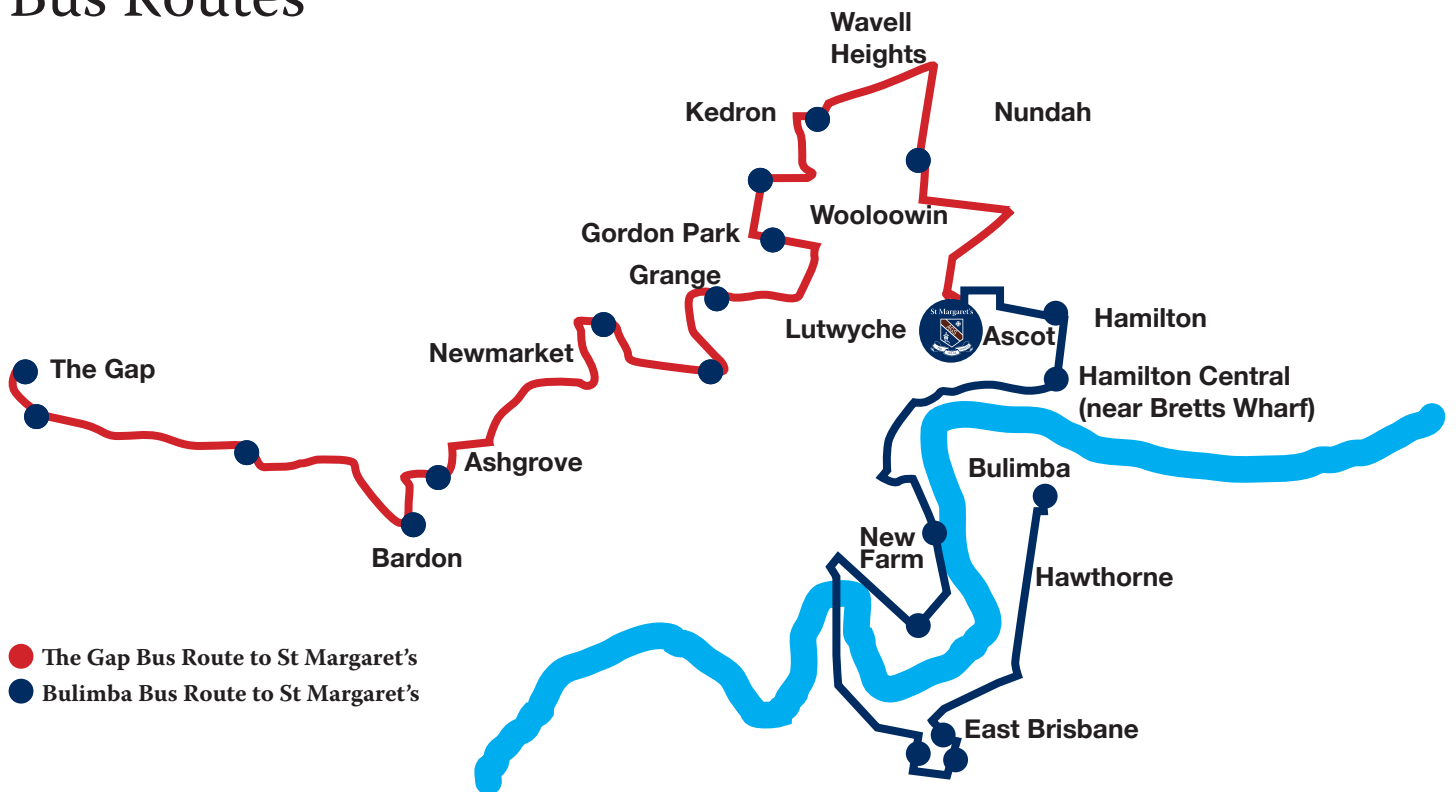 Bus Routes
Wavell
Heights
Kedron
Nundah
Wooloowin
Gordon Park
Grange
St Margaret's
Lutwyche
Ascot
Hamilton
Newmarket
The Gap
Hamilton Central
(near Bretts Wharf)
Ashgrove
Bulimba
New
Farm
Bardon
Hawthorne
The Gap Bus Route to St Margaret's
Bulimba Bus Route to St Margaret's
East Brisbane